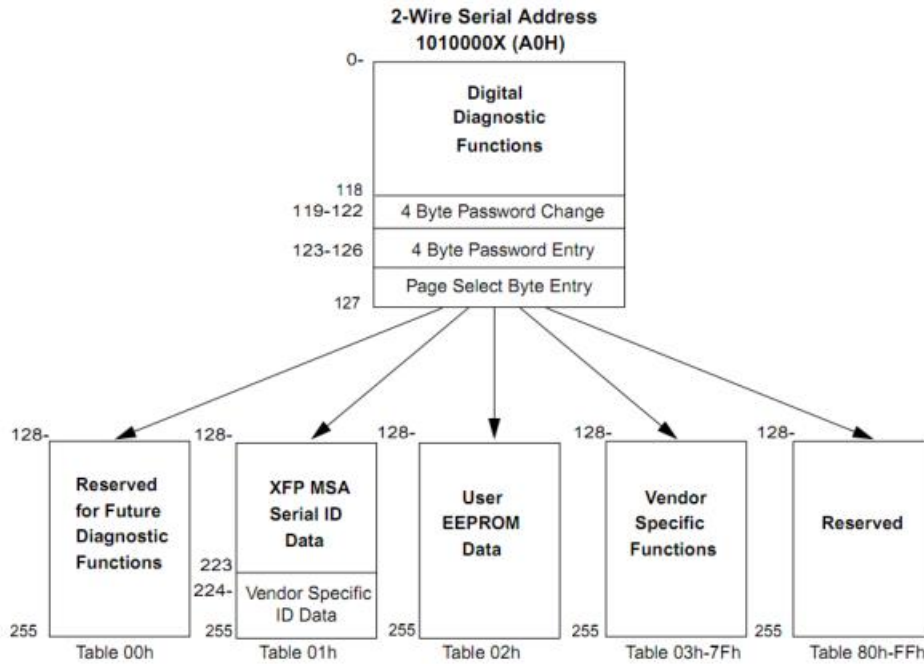 2-Wire Serial Address
1010000X (A0H)
0-
Digital
Diagnostic
Functions
118
119-122
4 Byte Password Change
123-126
4 Byte Password Entry
Page Select Byte Entry
127
128-
Reserved
for Future
Diagnostic
Functions
255
Table 00h
128-
XFP MSA
Serial ID
Data
223
224-
Vendor Specific
ID Data
255
Table 01h
128-
User
EEPROM
Data
255
Table 02h
128-
Vendor
Specific
Functions
255
Table 03h-7Fh
128-
Reserved
255
Table 80h-FFh